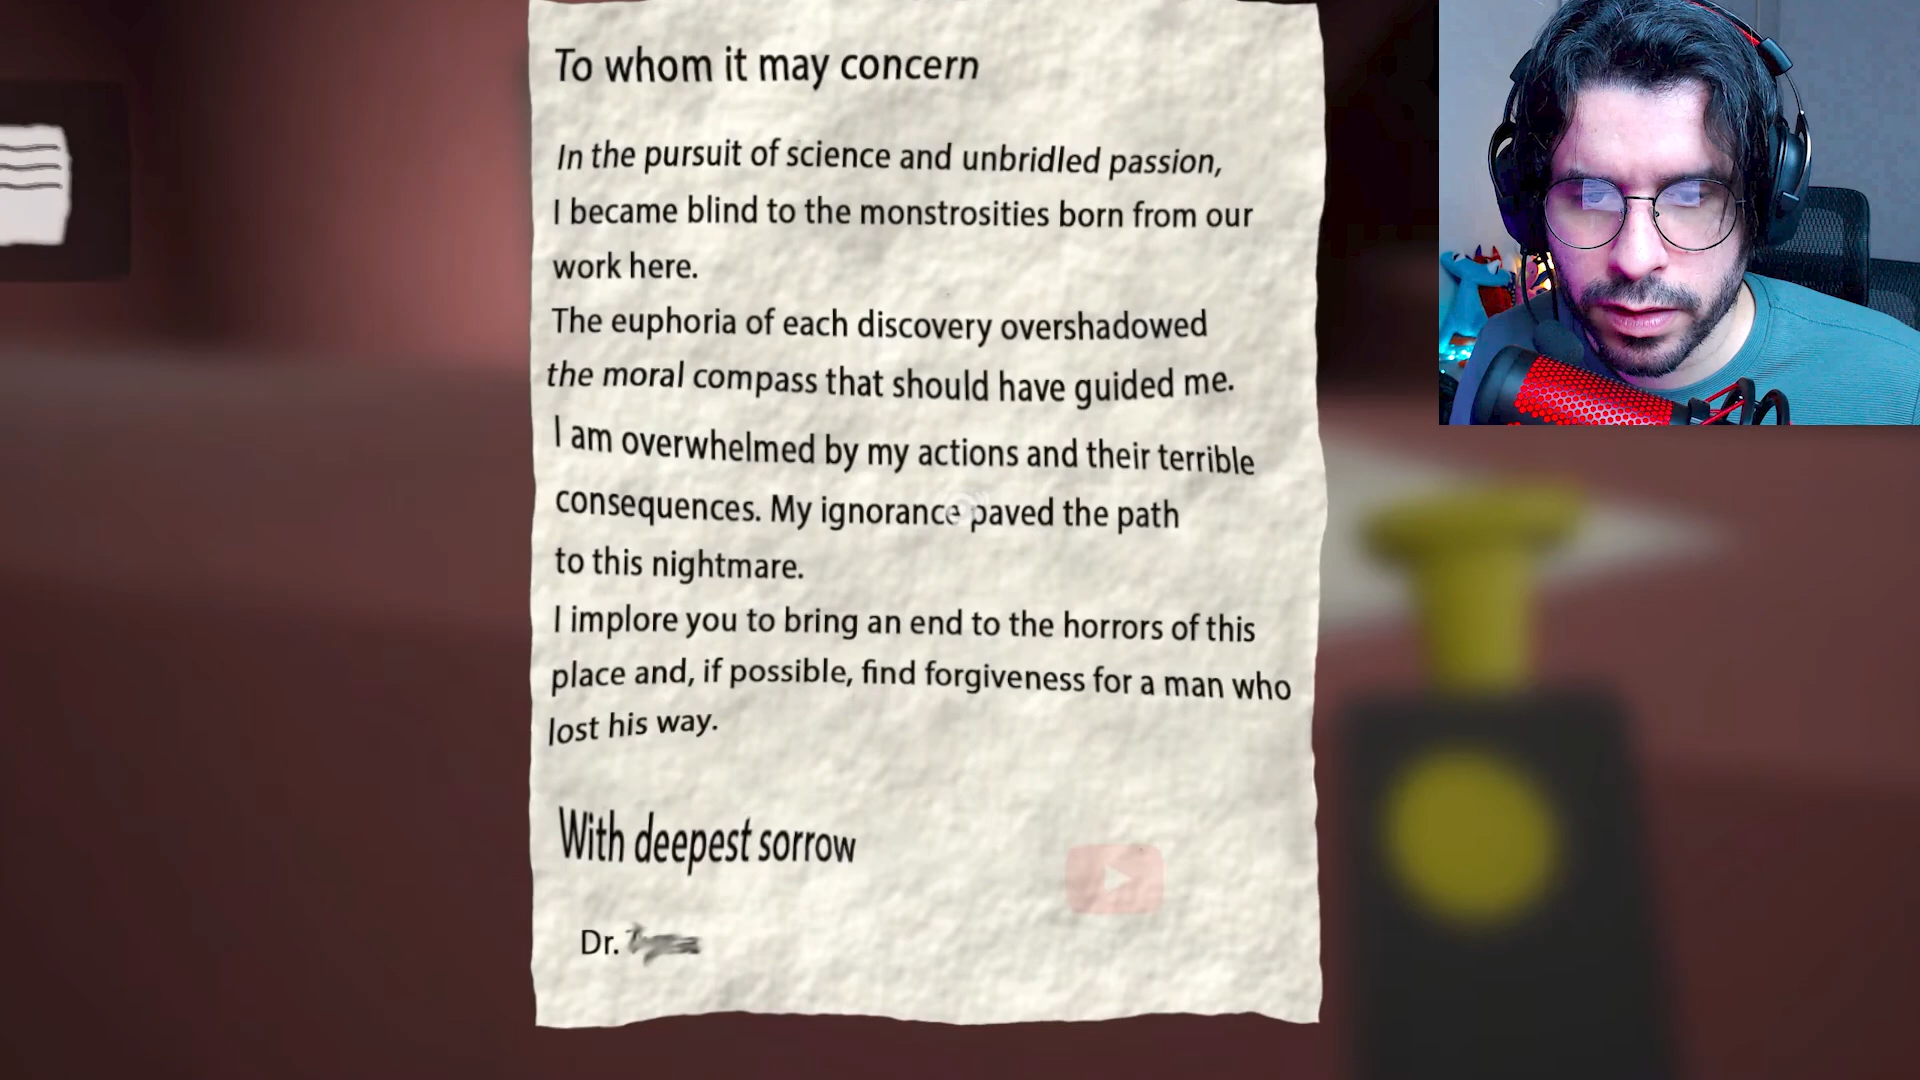 To whom it may concern
In the pursuit of science and unbridled passion,
I became blind to the monstrosities born from our
work here.
The euphoria of each discovery overshadowed
the moral compass that should have guided me.
I am overwhelmed by my actions and their terrible
consequences. My ignorance paved the path
to this nightmare.
I implore you to bring an end to the horrors of this
place and, if possible, find forgiveness for a man who
lost his way.
With deepest sorrow
Dr.